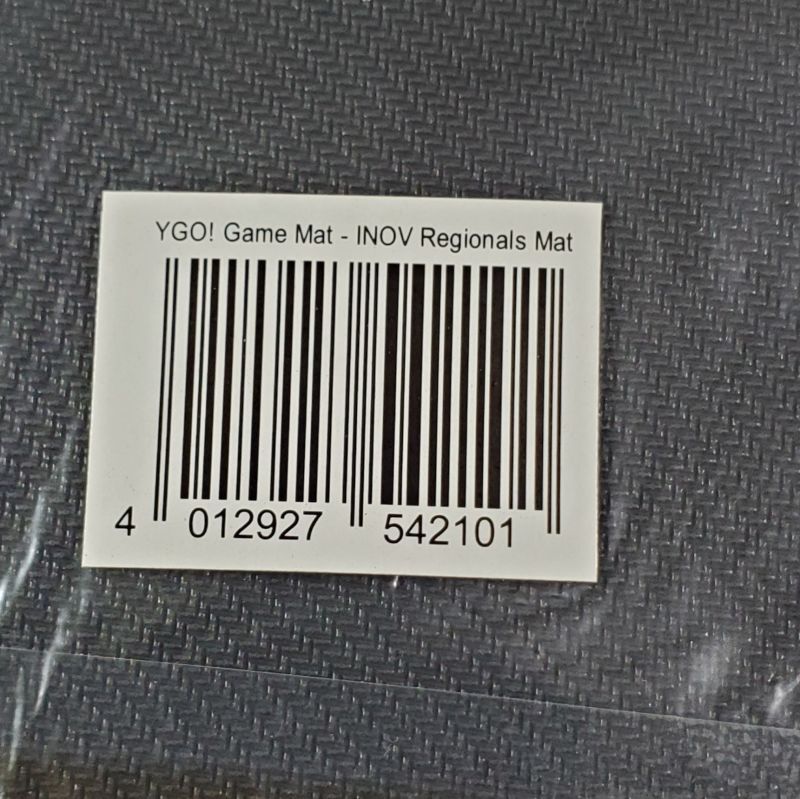 YGO! Game Mat - INOV Regionals Mat
4 012927 542101